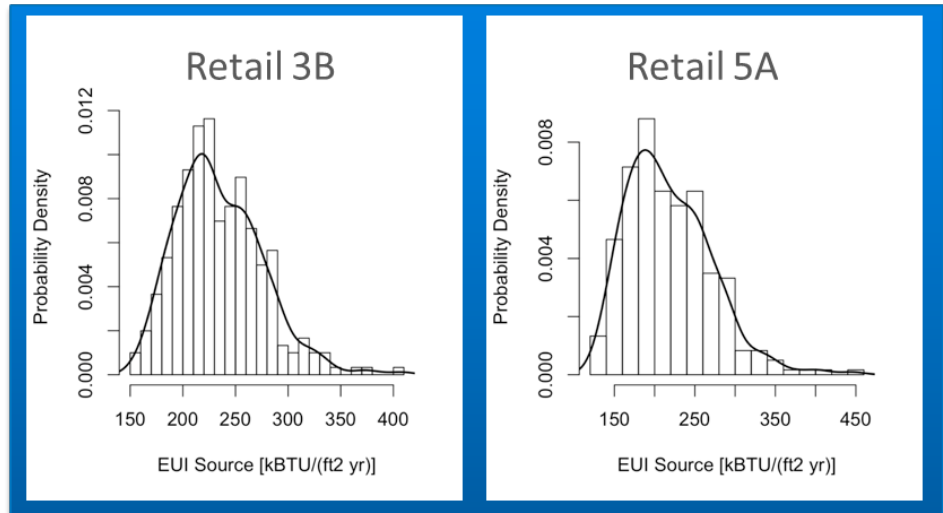 Retail 3B
Probability Density
0.012
0.008
0.004
0.000
150 200 250 300 350 400
EUI Source [kBTU/(ft2 yr)]
Retail 5A
Probability Density
0.008
0.004
0.000
150 250 350 450
EUI Source [kBTU/(ft2 yr)]